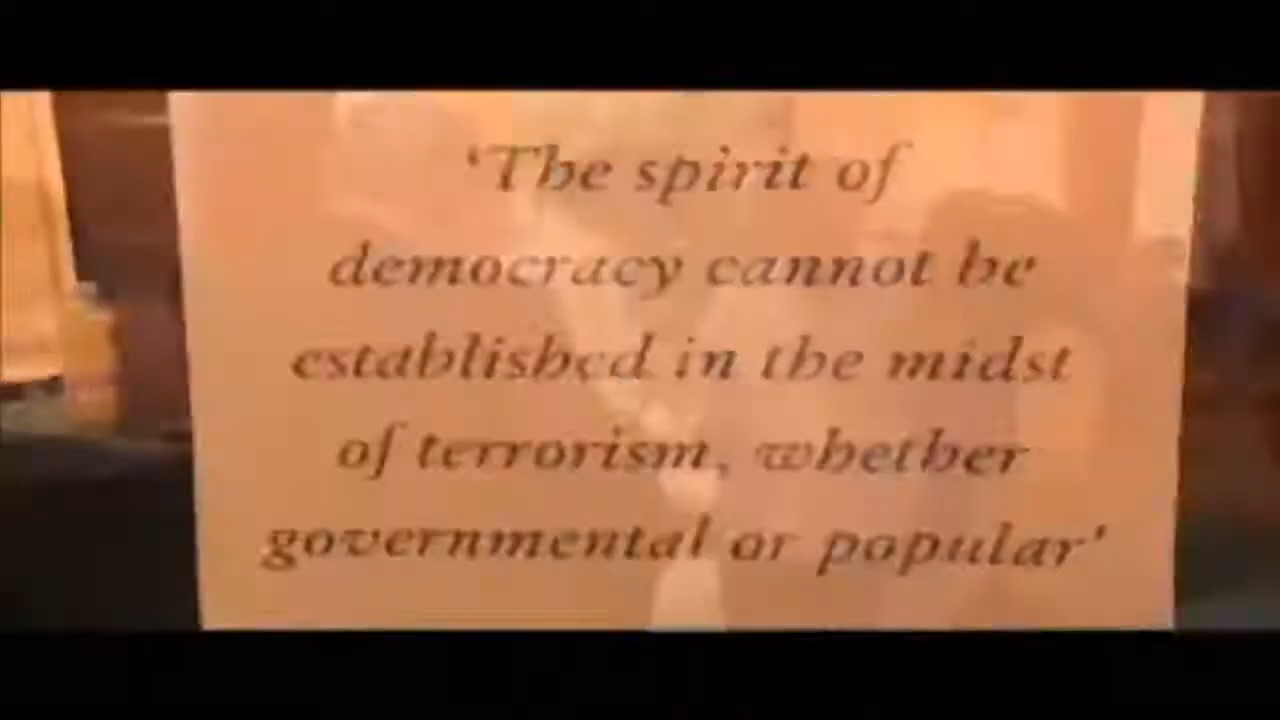 ‘The spirit of
democracy cannot be
established in the midst
of terrorism, whether
governmental or popular’